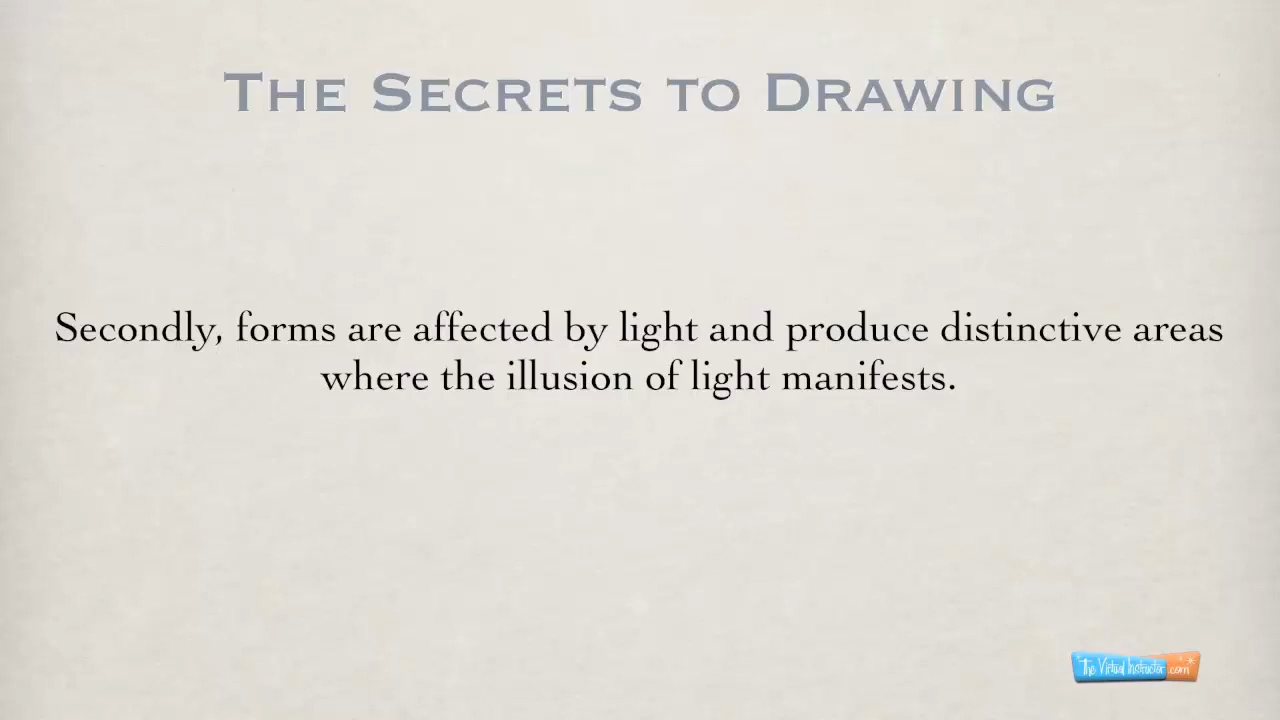 The Secrets to Drawing
Secondly, forms are affected by light and produce distinctive areas
where the illusion of light manifests.
The Virtual Instructor.com